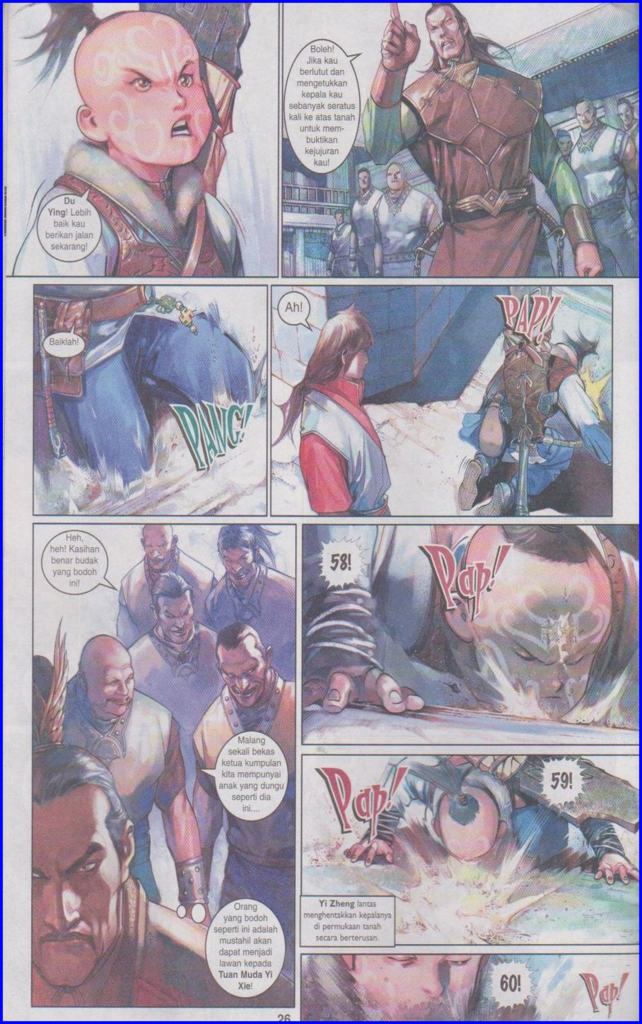 Du
Ying! Lebih
baik kau
berikan jalan
sekarang!
Boleh!
Jika kau
berlutut dan
mengetukkan
kepala kau
sebanyak seratus
kali ke atas tanah
untuk mem-
buktikan
kejujuran
kau!
Baiklah!
PANG!
Ah!
PAP!
Heh,
heh! Kasihan
benar budak
yang bodoh
ini!
Malang
sekali bekas
ketua kumpulan
kita mempunyai
anak yang dungu
seperti dia
ini....
Orang
yang bodoh
seperti ini adalah
mustahil akan
dapat menjadi
lawan kepada
Tuan Muda Yi
Xie!
58!
Pap!
Pap!
59!
Yi Zheng lantas
menghentakkan kepalanya
di permukaan tanah
secara berterusan.
60!
Pap!
26